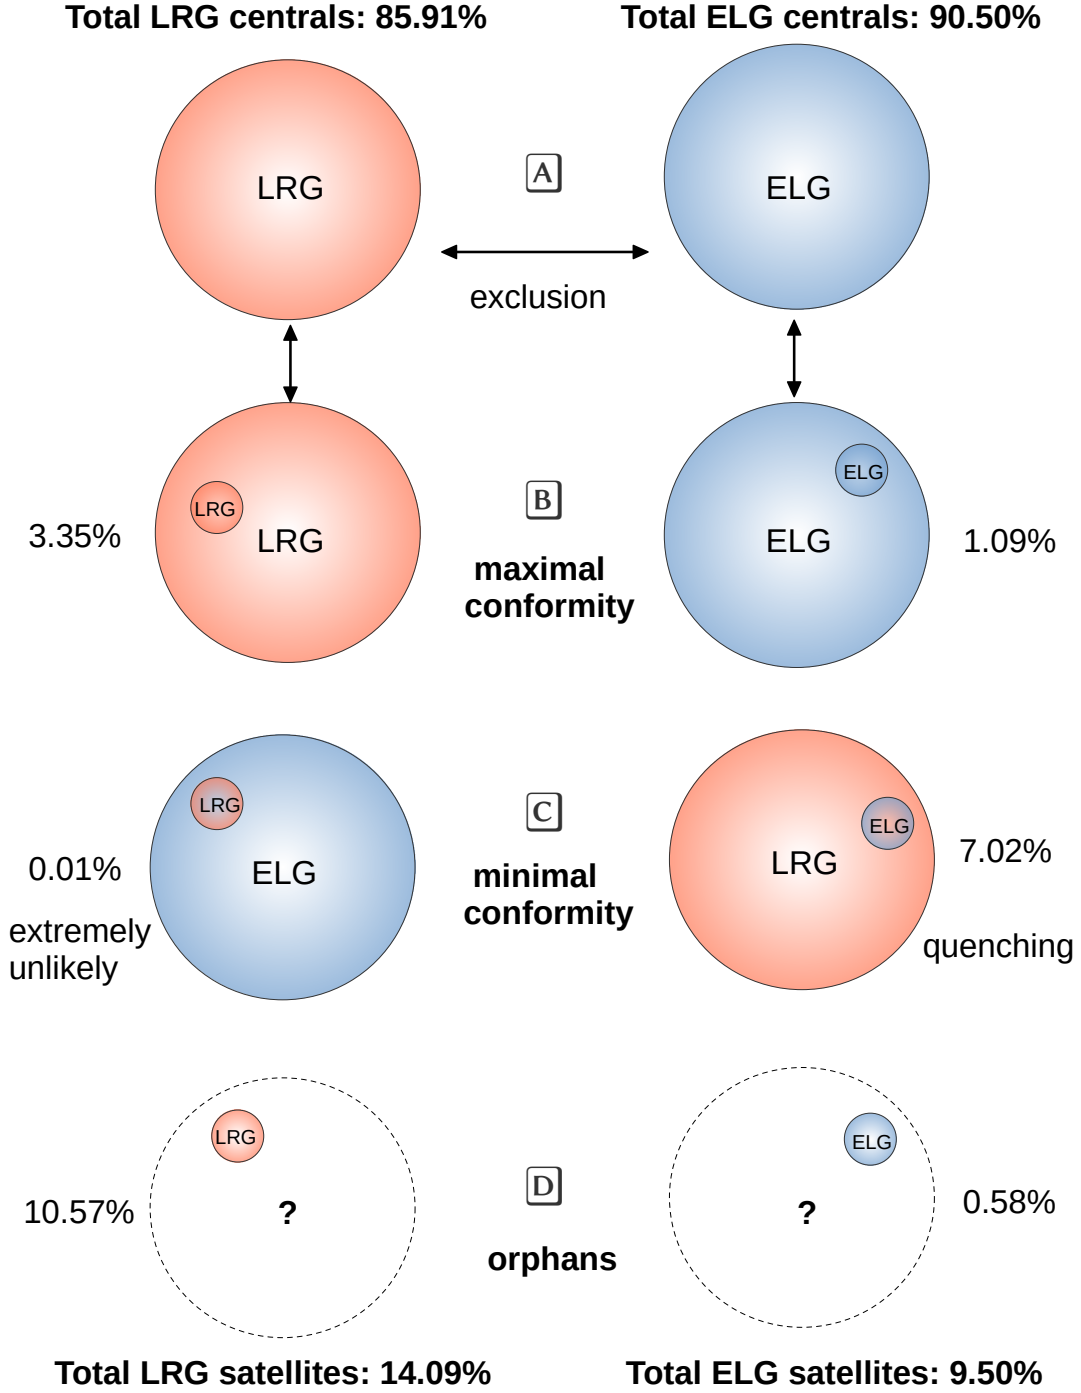 Total LRG centrals: 85.91%
Total ELG centrals: 90.50%
LRG
A
ELG
exclusion
LRG
LRG
3.35%
B
maximal
conformity
ELG
ELG
1.09%
LRG
ELG
0.01%
extremely
unlikely
C
minimal
conformity
ELG
LRG
7.02%
quenching
LRG
?
10.57%
D
orphans
ELG
?
0.58%
Total LRG satellites: 14.09%
Total ELG satellites: 9.50%